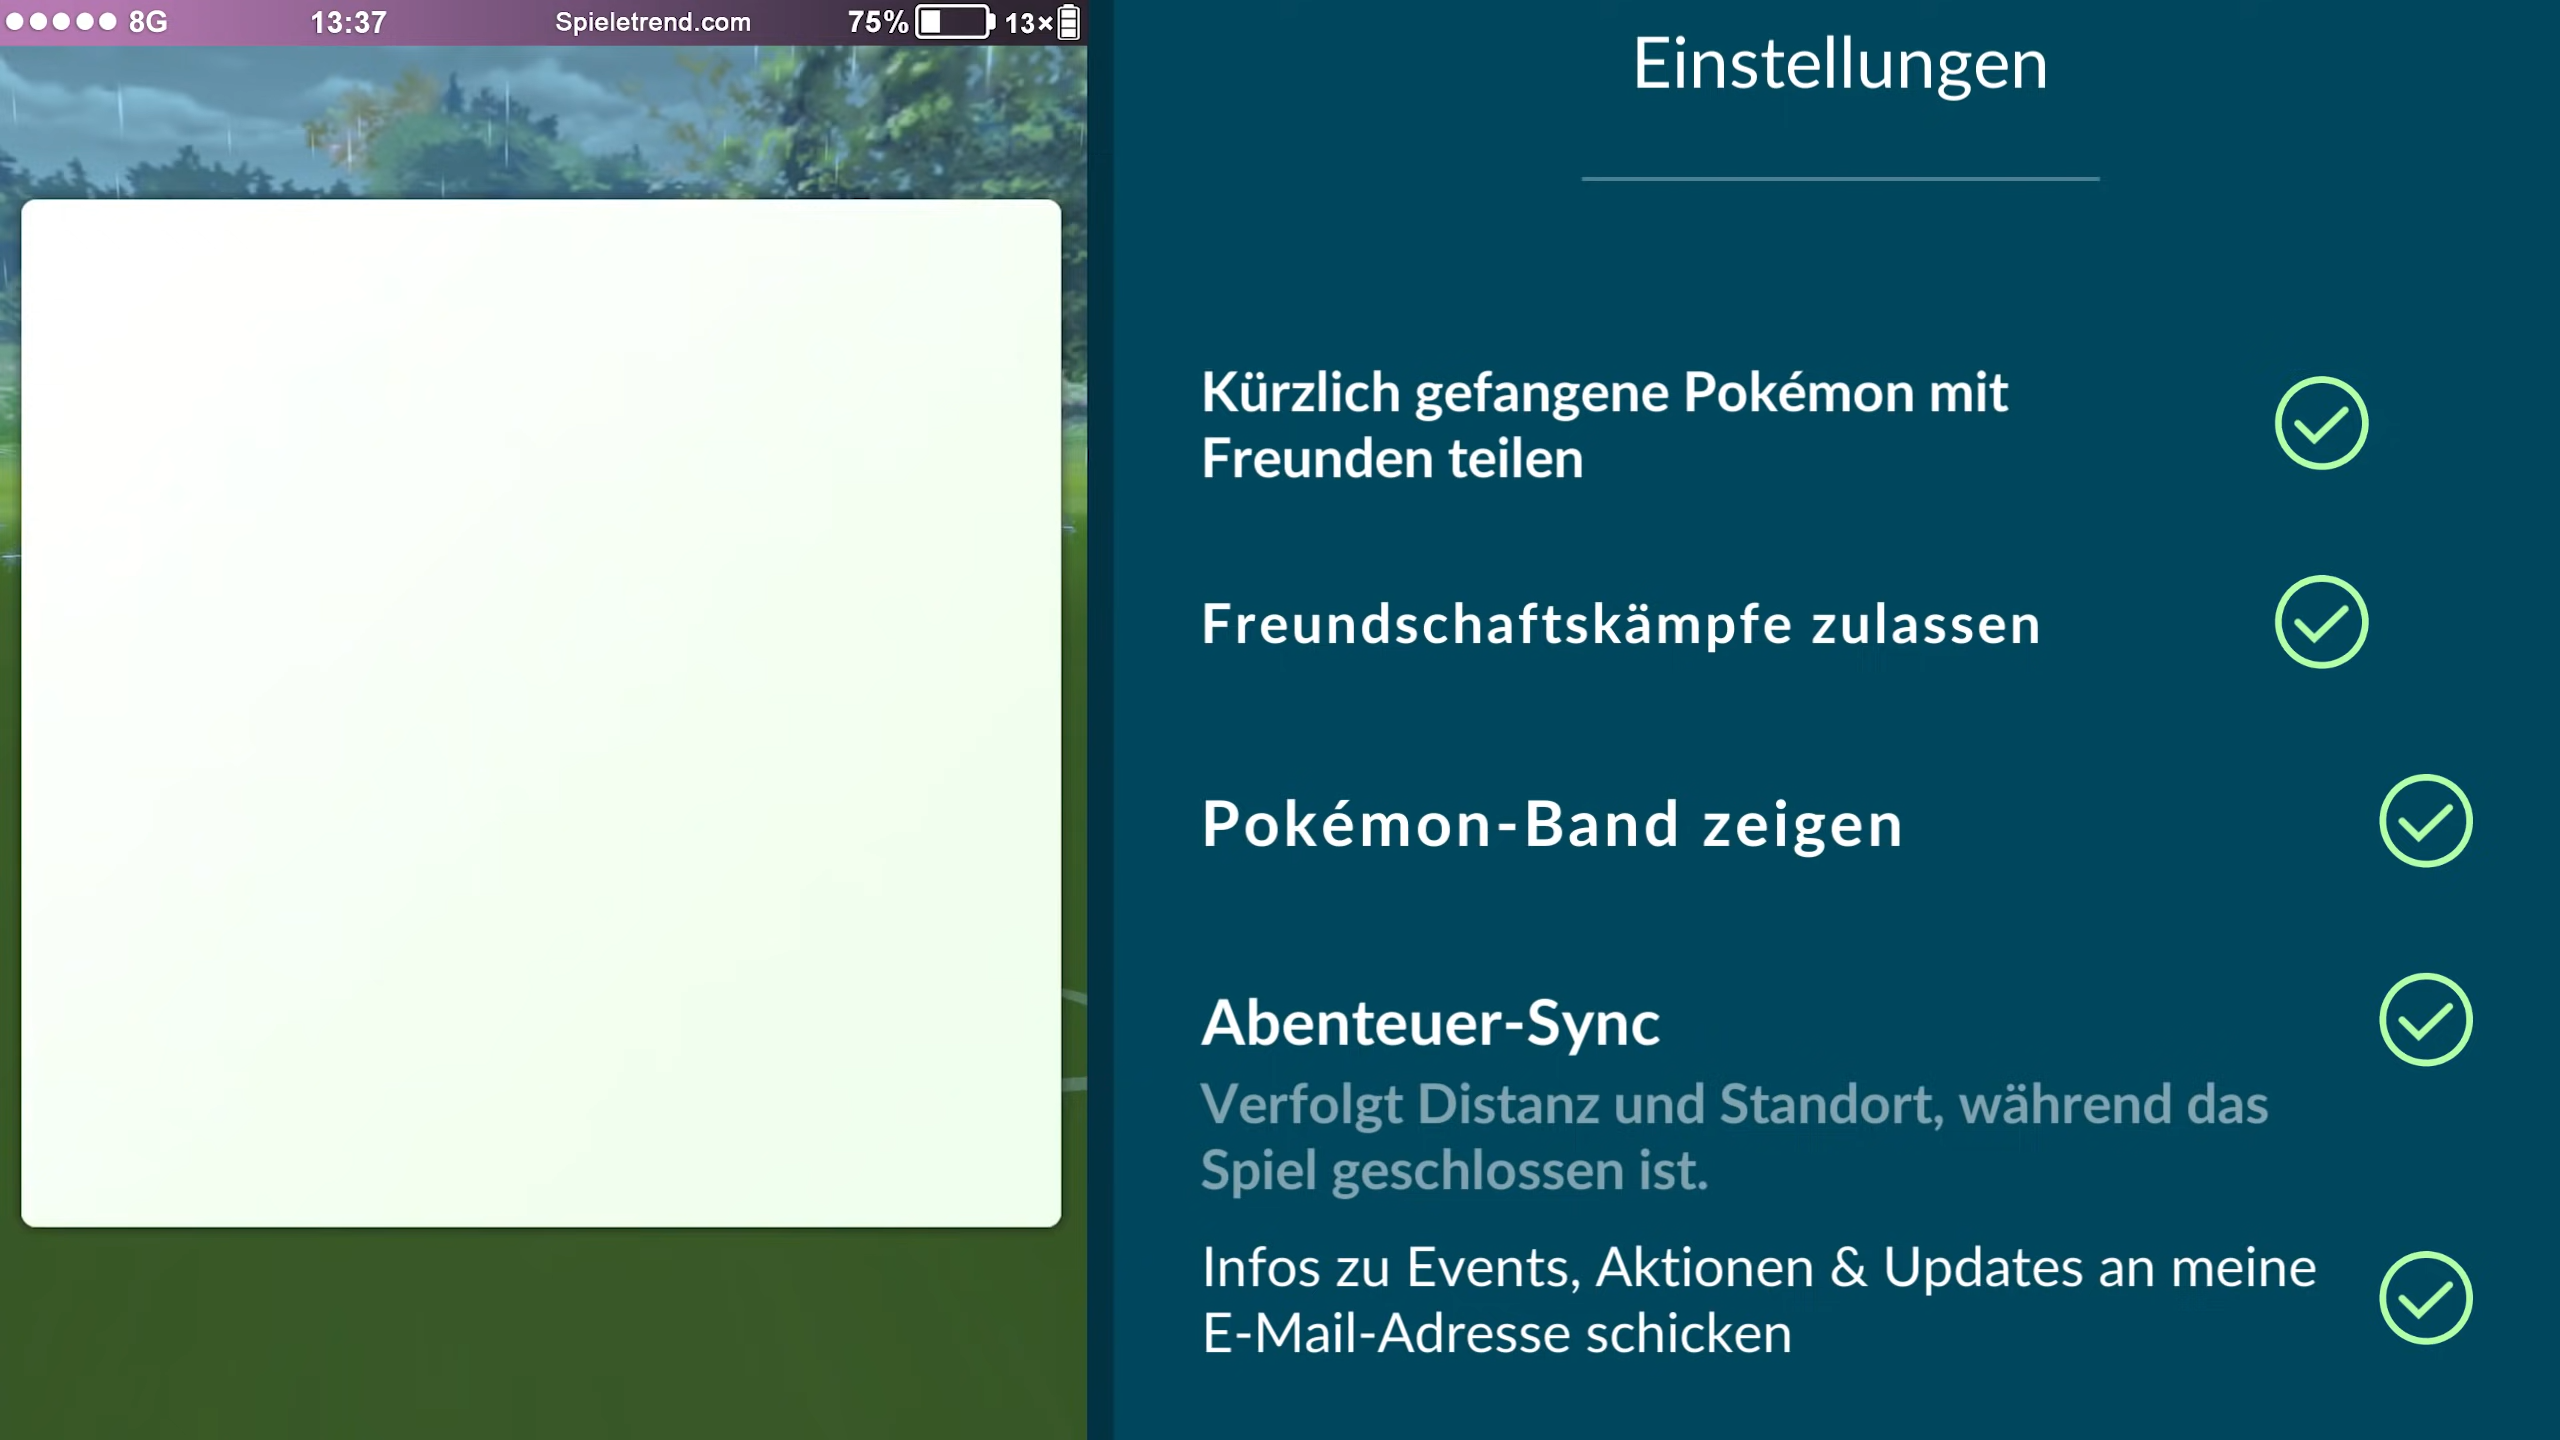 8G 13:37 Spieletrend.com 75% 13×
Einstellungen
Kürzlich gefangene Pokémon mit
Freunden teilen
Freundschaftskämpfe zulassen
Pokémon-Band zeigen
Abenteuer-Sync
Verfolgt Distanz und Standort, während das
Spiel geschlossen ist.
Infos zu Events, Aktionen & Updates an meine
E-Mail-Adresse schicken